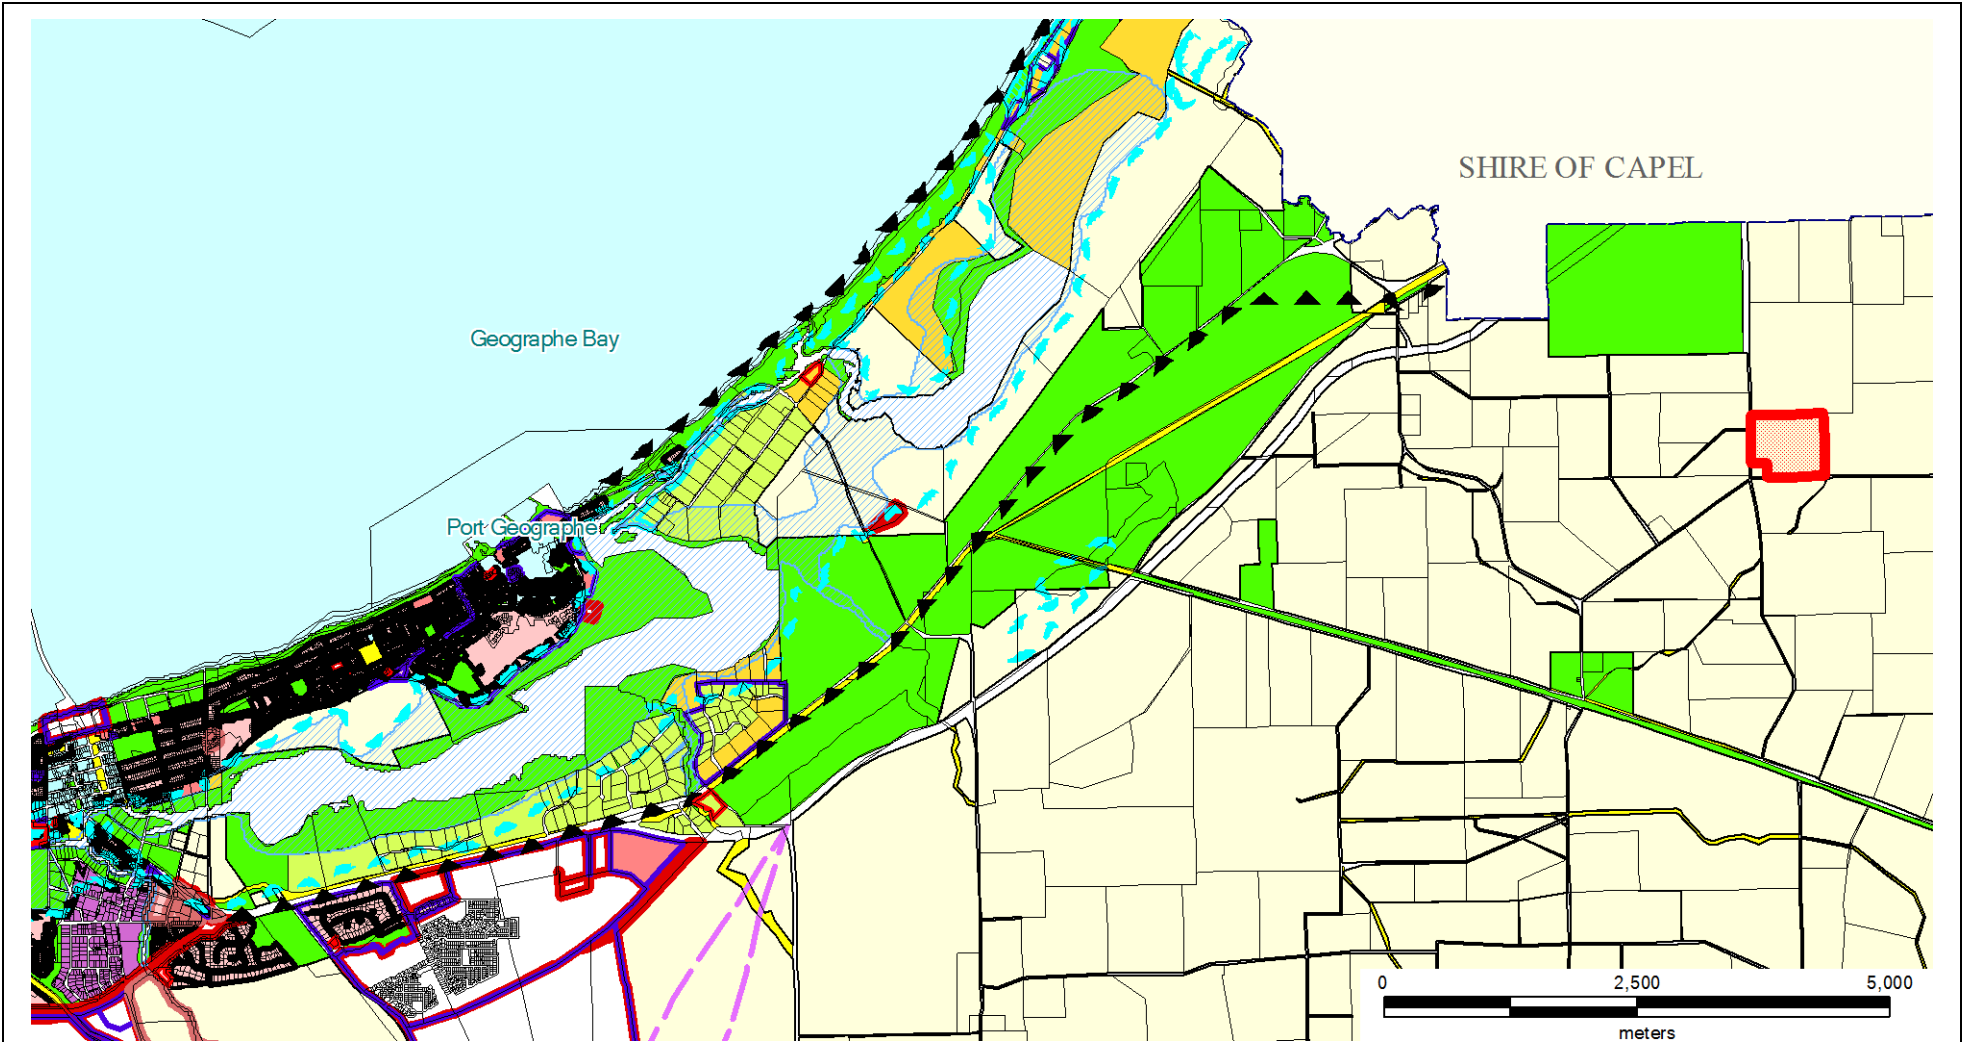 SHIRE OF CAPEL
Geographe Bay
Port Geographe
0 2,500 5,000
meters